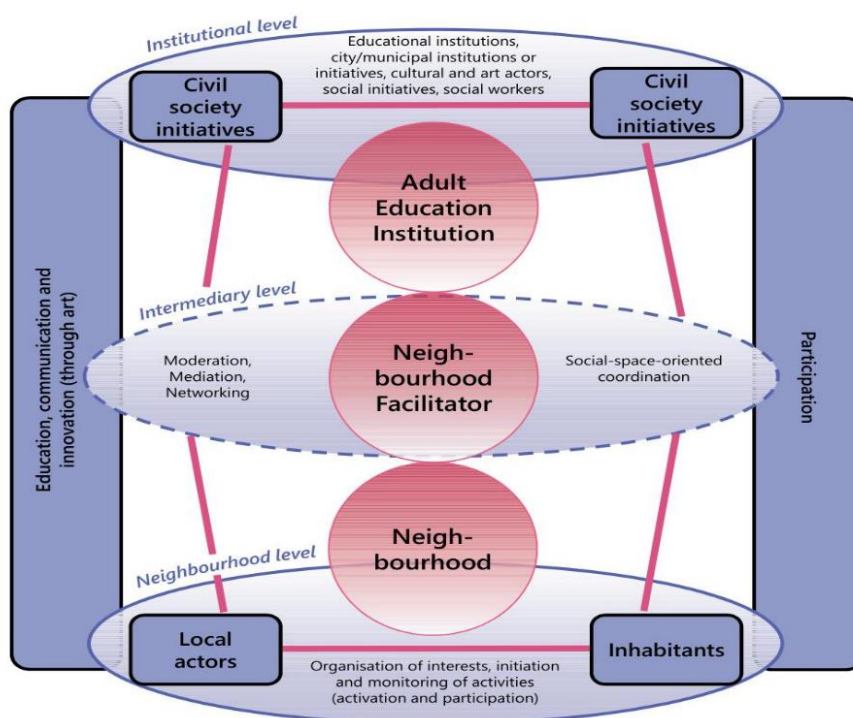 Institutional level
Educational institutions,
city/municipal institutions or
initiatives, cultural and art actors,
social initiatives, social workers
Civil
society
initiatives
Civil
society
initiatives
Adult
Education
Institution
Education, communication and
innovation (through art)
Participation
Intermediary level
Moderation,
Mediation,
Networking
Neigh-
bourhood
Facilitator
Social-space-oriented
coordination
Neigh-
bourhood
Neighbourhood level
Local
actors
Inhabitants
Organisation of interests, initiation
and monitoring of activities
(activation and participation)